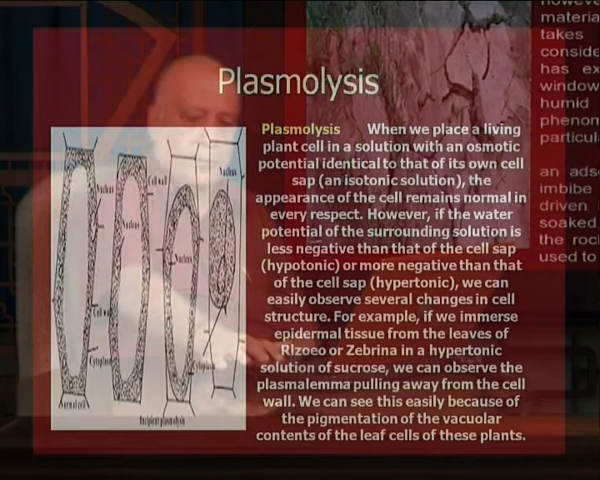 Plasmolysis
Plasmolysis When we place a living
plant cell in a solution with an osmotic
potential identical to that of its own cell
sap (an isotonic solution), the
appearance of the cell remains normal in
every respect. However, if the water
potential of the surrounding solution is
less negative than that of the cell sap
(hypotonic) or more negative than that
of the cell sap (hypertonic), we can
easily observe several changes in cell
structure. For example, if we immerse
epidermal tissue from the leaves of
Rlzoeo or Zebrina in a hypertonic
solution of sucrose, we can observe the
plasmalemma pulling away from the cell
wall. We can see this easily because of
the pigmentation of the vacuolar
contents of the leaf cells of these plants.
Nucleus
Cell wall
Nucleus
Nucleus
Nucleus
Cell wall
Cytoplasm
Cytoplasm
Normal cell
Incipient plasmolysis
materia
takes
conside
has ex
window
humid
phenom
particul
an ads
imbibe
driven
soaked
the roc
used to